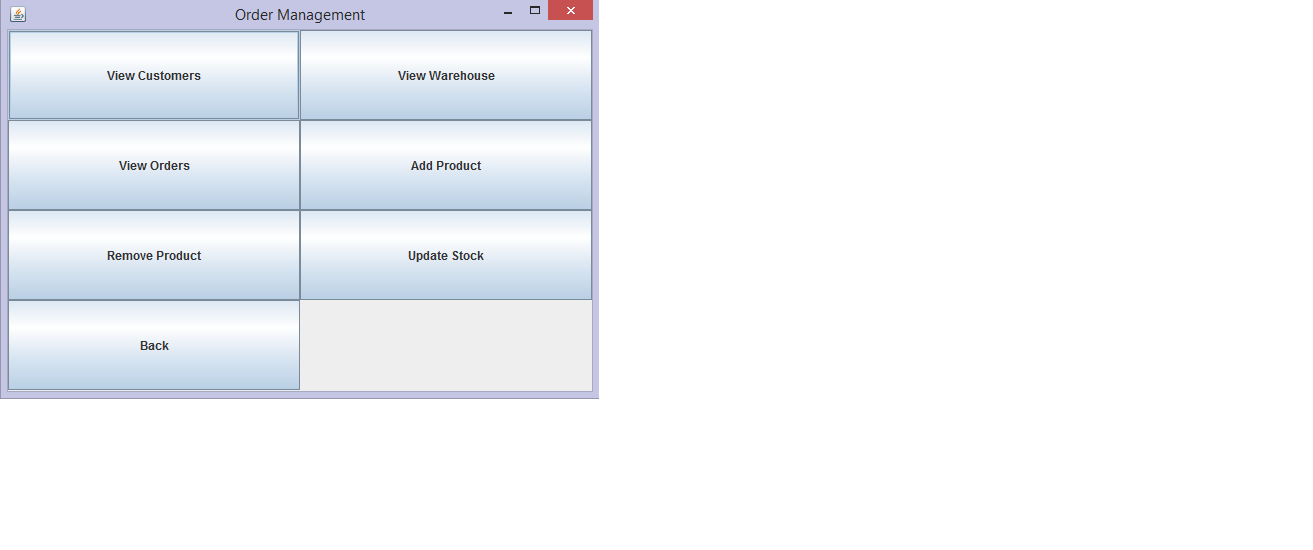 Order Management
View Customers
View Warehouse
View Orders
Add Product
Remove Product
Update Stock
Back